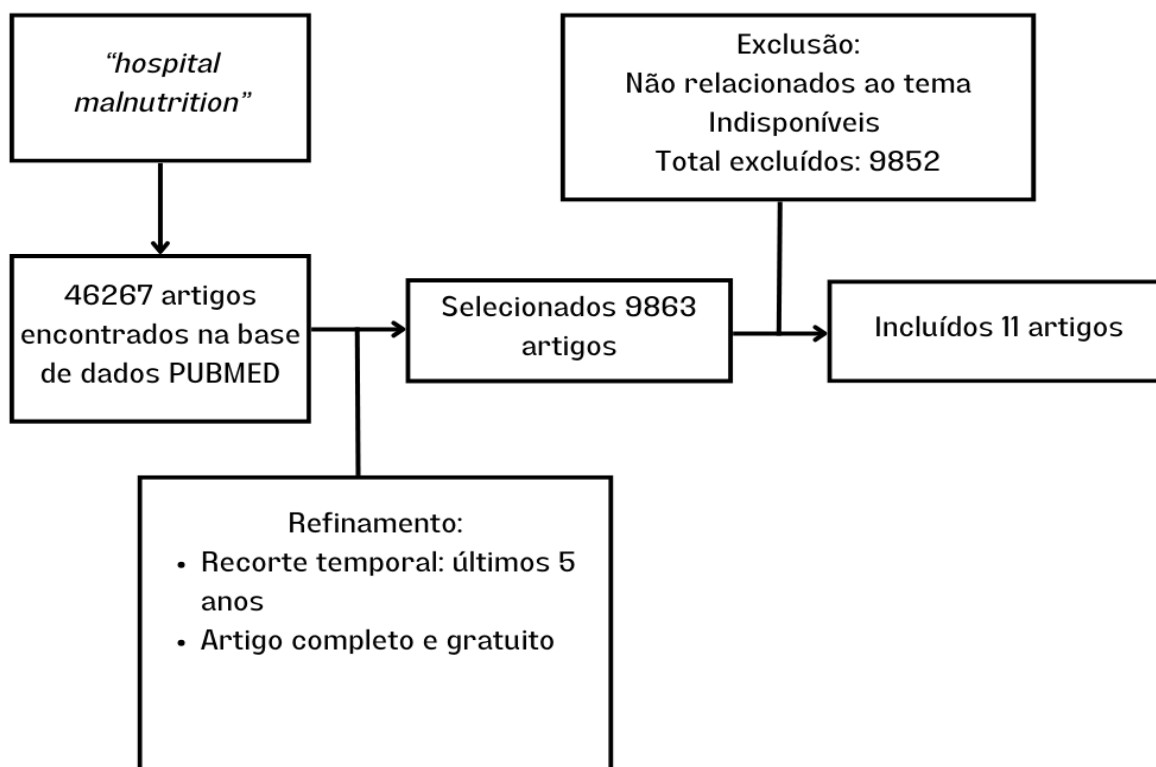 “hospital
malnutrition”
46267 artigos
encontrados na base
de dados PUBMED
Refinamento:
• Recorte temporal: últimos 5
anos
• Artigo completo e gratuito
Selecionados 9863
artigos
Exclusão:
Não relacionados ao tema
Indisponíveis
Total excluídos: 9852
Incluídos 11 artigos